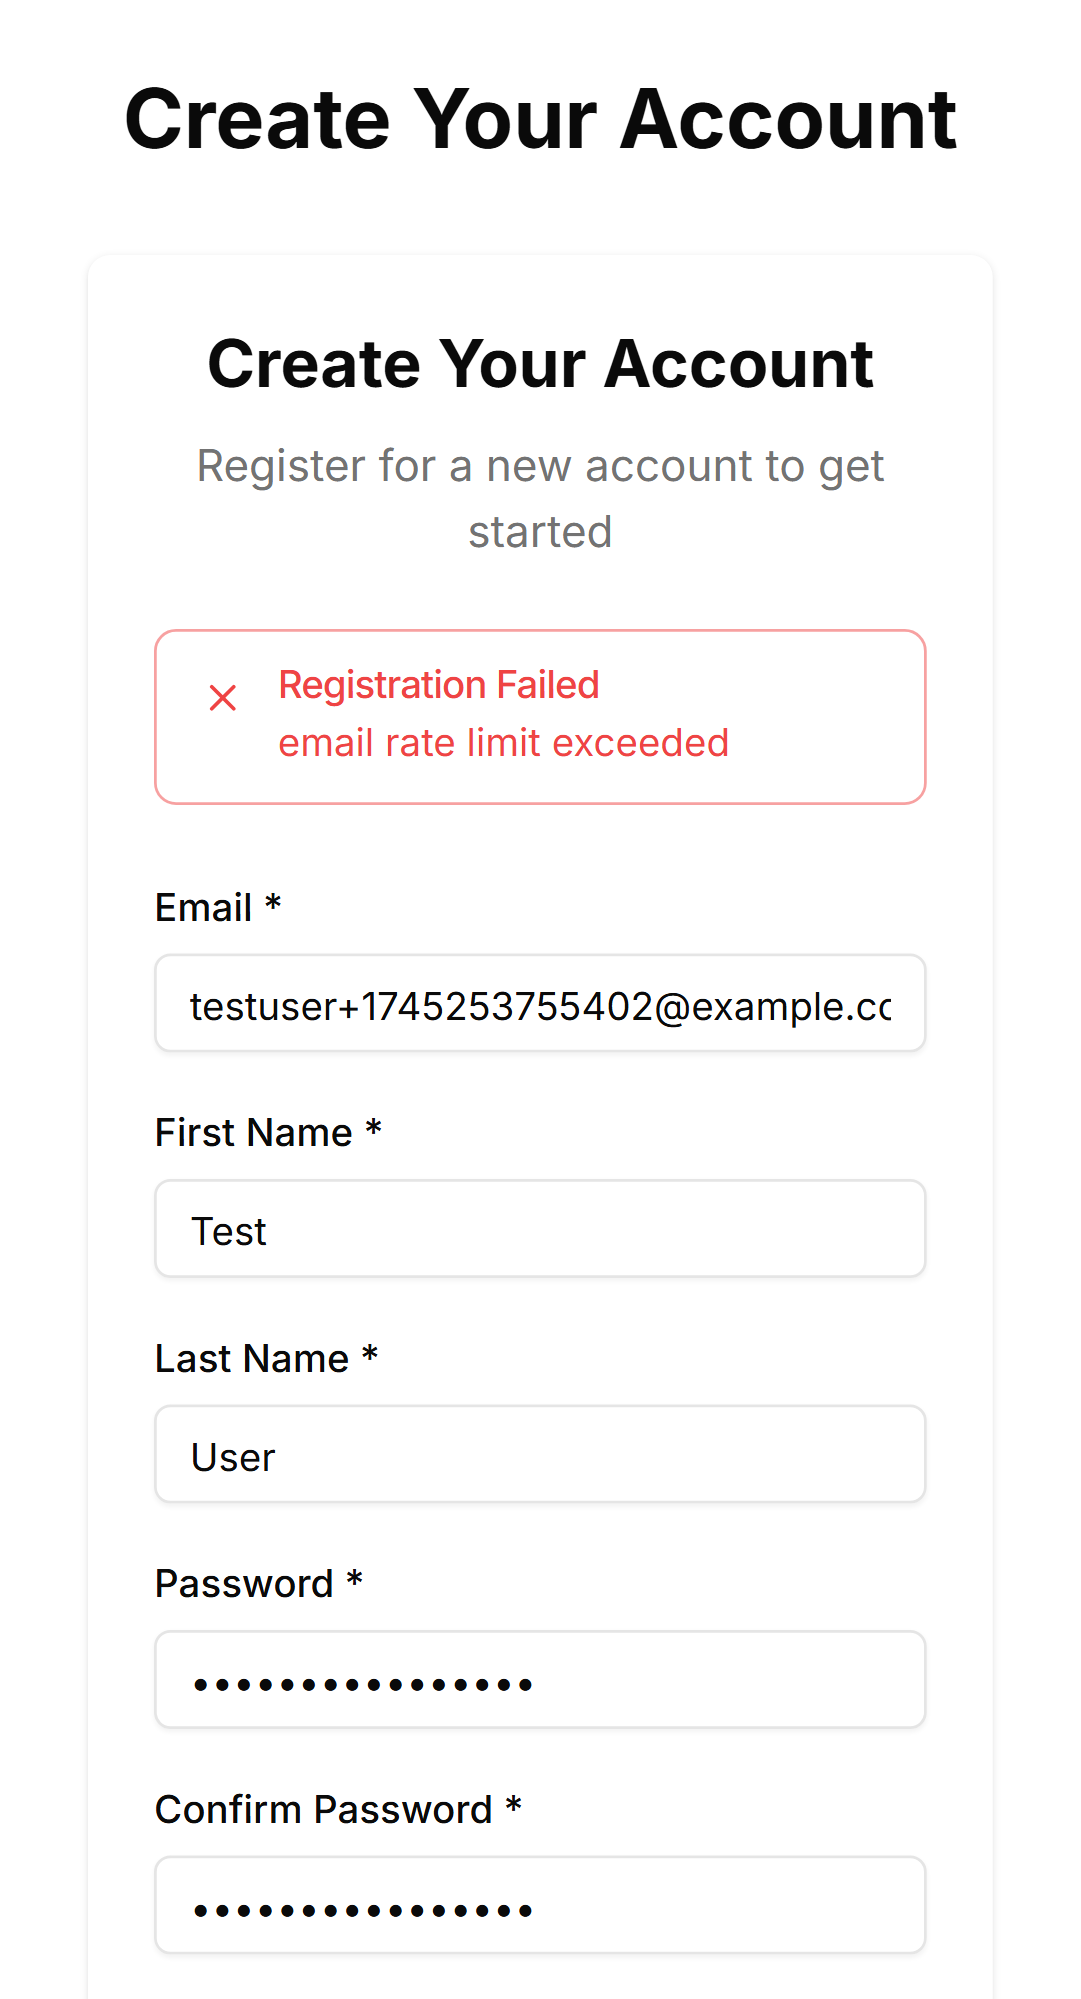 Create Your Account
Create Your Account
Register for a new account to get
started
Registration Failed
email rate limit exceeded
Email *
testuser+1745253755402@example.cc
First Name *
Test
Last Name *
User
Password *
••••••••••••••••
Confirm Password *
••••••••••••••••